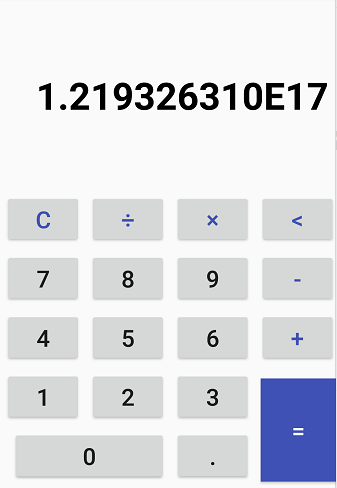 1.219326310E17
C ÷ × <
7 8 9 -
4 5 6 +
1 2 3
=
0 .